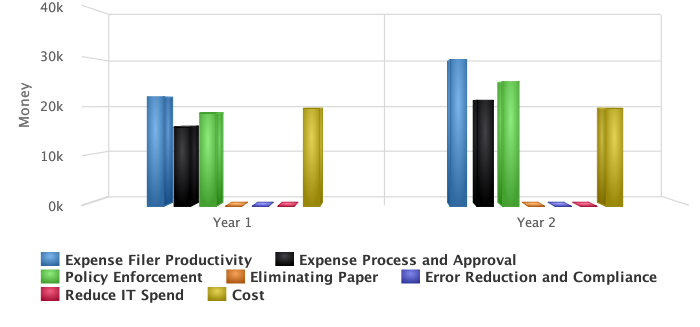 40k
30k
20k
10k
0k
Money
Year 1 Year 2
Expense Filer Productivity Expense Process and Approval
Policy Enforcement Eliminating Paper Error Reduction and Compliance
Reduce IT Spend Cost